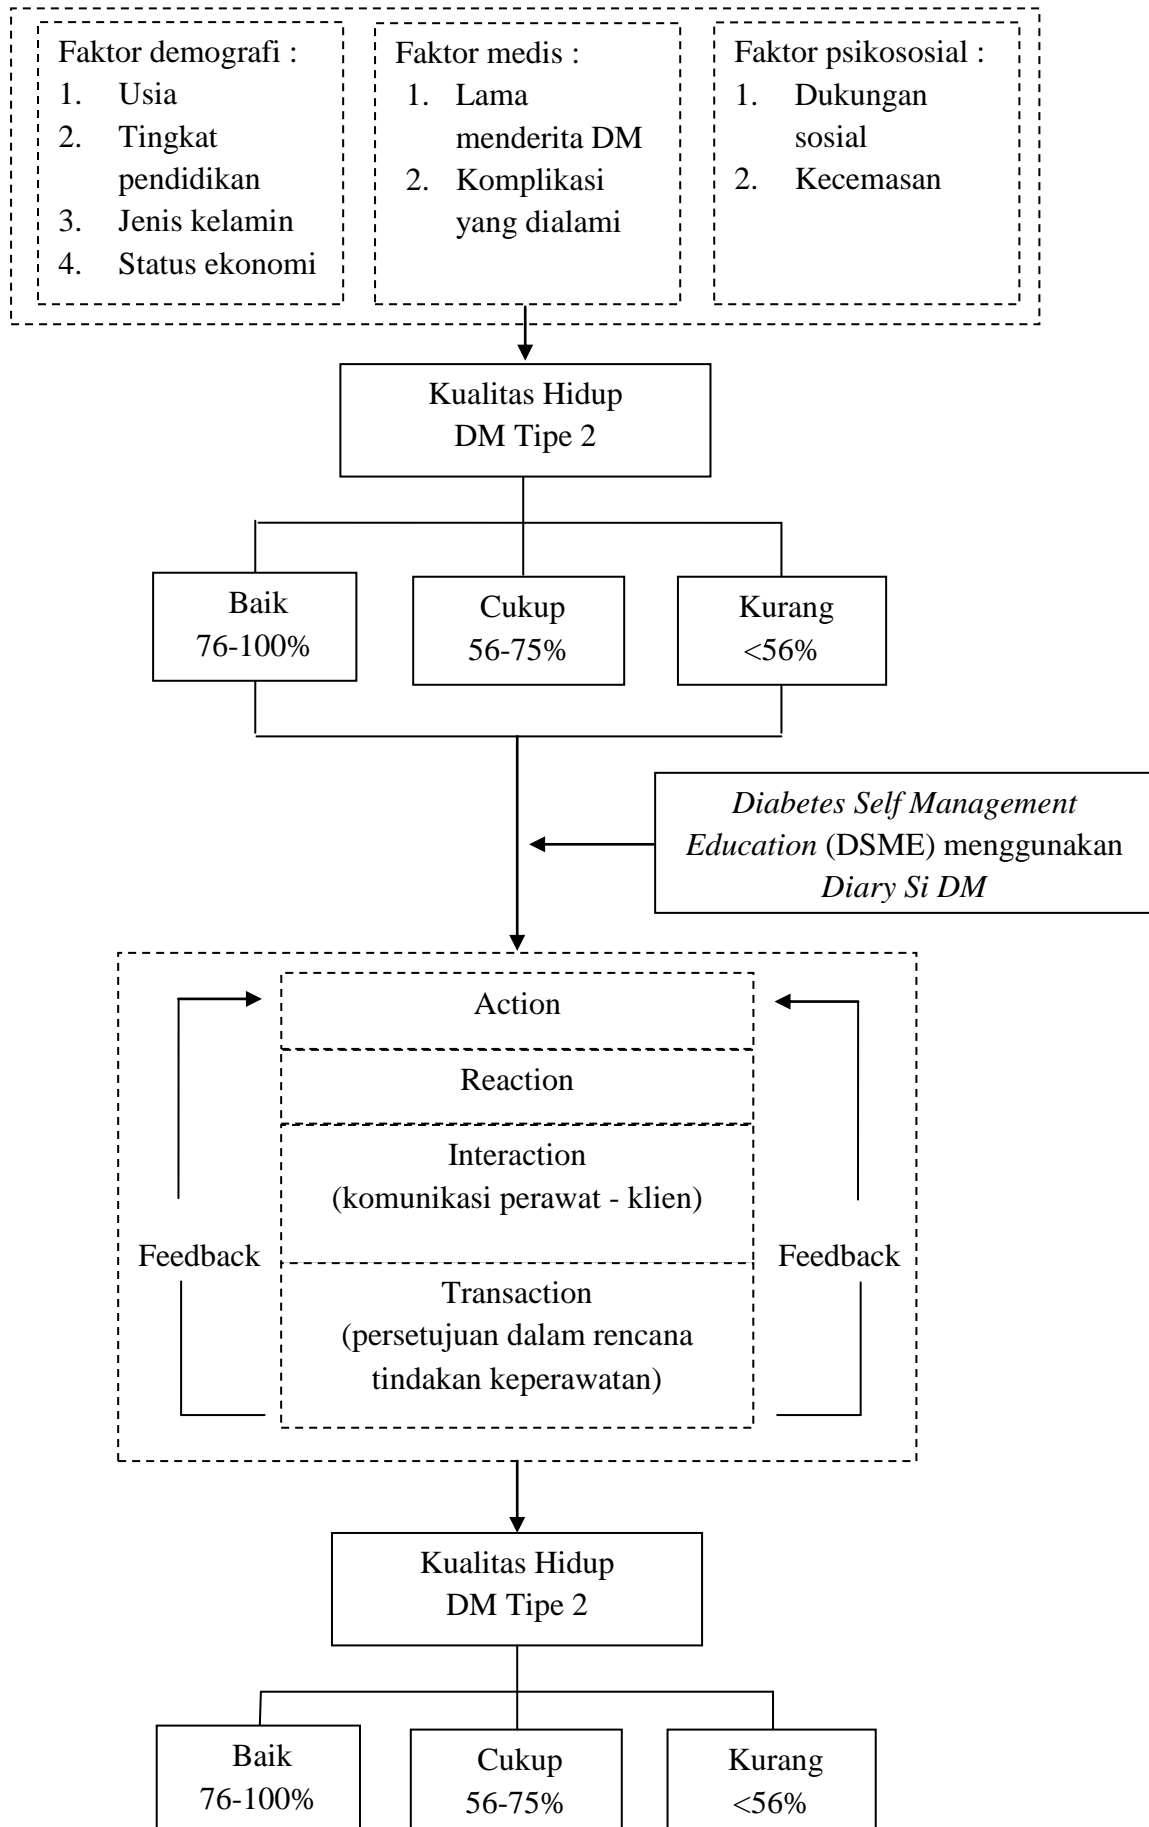 Faktor demografi :
1. Usia
2. Tingkat
pendidikan
3. Jenis kelamin
4. Status ekonomi
Faktor medis :
1. Lama
menderita DM
2. Komplikasi
yang dialami
Faktor psikososial :
1. Dukungan
sosial
2. Kecemasan
Kualitas Hidup
DM Tipe 2
Baik
76-100%
Cukup
56-75%
Kurang
<56%
Diabetes Self Management
Education (DSME) menggunakan
Diary Si DM
Action
Reaction
Interaction
(komunikasi perawat - klien)
Feedback
Feedback
Transaction
(persetujuan dalam rencana
tindakan keperawatan)
Kualitas Hidup
DM Tipe 2
Baik
76-100%
Cukup
56-75%
Kurang
<56%